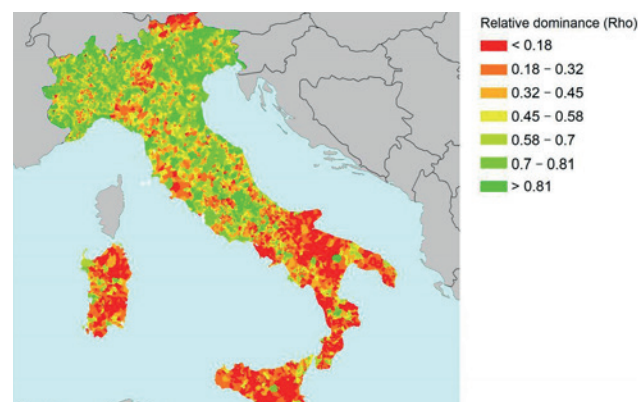 Relative dominance (Rho)
< 0.18
0.18 – 0.32
0.32 – 0.45
0.45 – 0.58
0.58 – 0.7
0.7 – 0.81
> 0.81